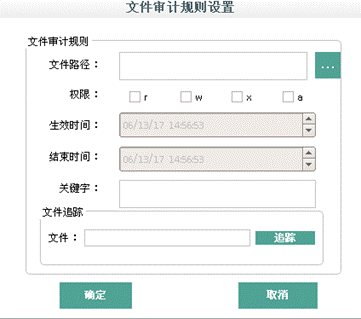 文件审计规则设置
文件审计规则
文件路径： ...
权限： r w x a
生效时间： 06/13/17 14:56:53
结束时间： 06/13/17 14:56:53
关键字：
文件追踪
文件： 追踪
确定 取消